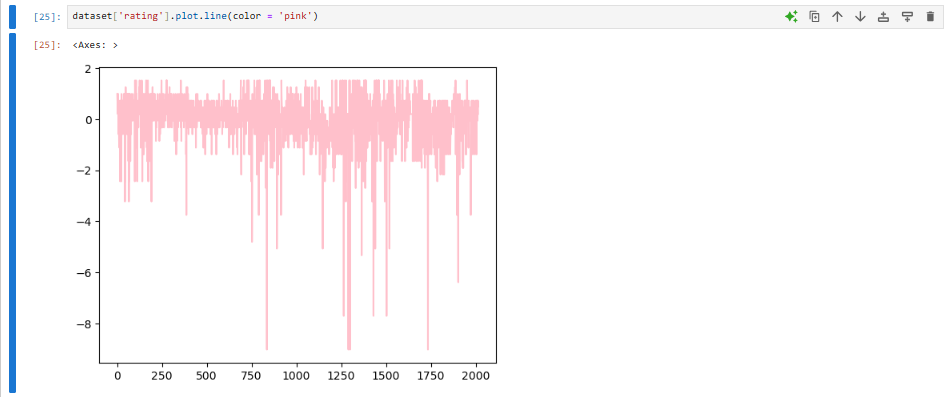 [25]: dataset['rating'].plot.line(color = 'pink')
[25]: <Axes: >
2
0
−2
−4
−6
−8
0 250 500 750 1000 1250 1500 1750 2000